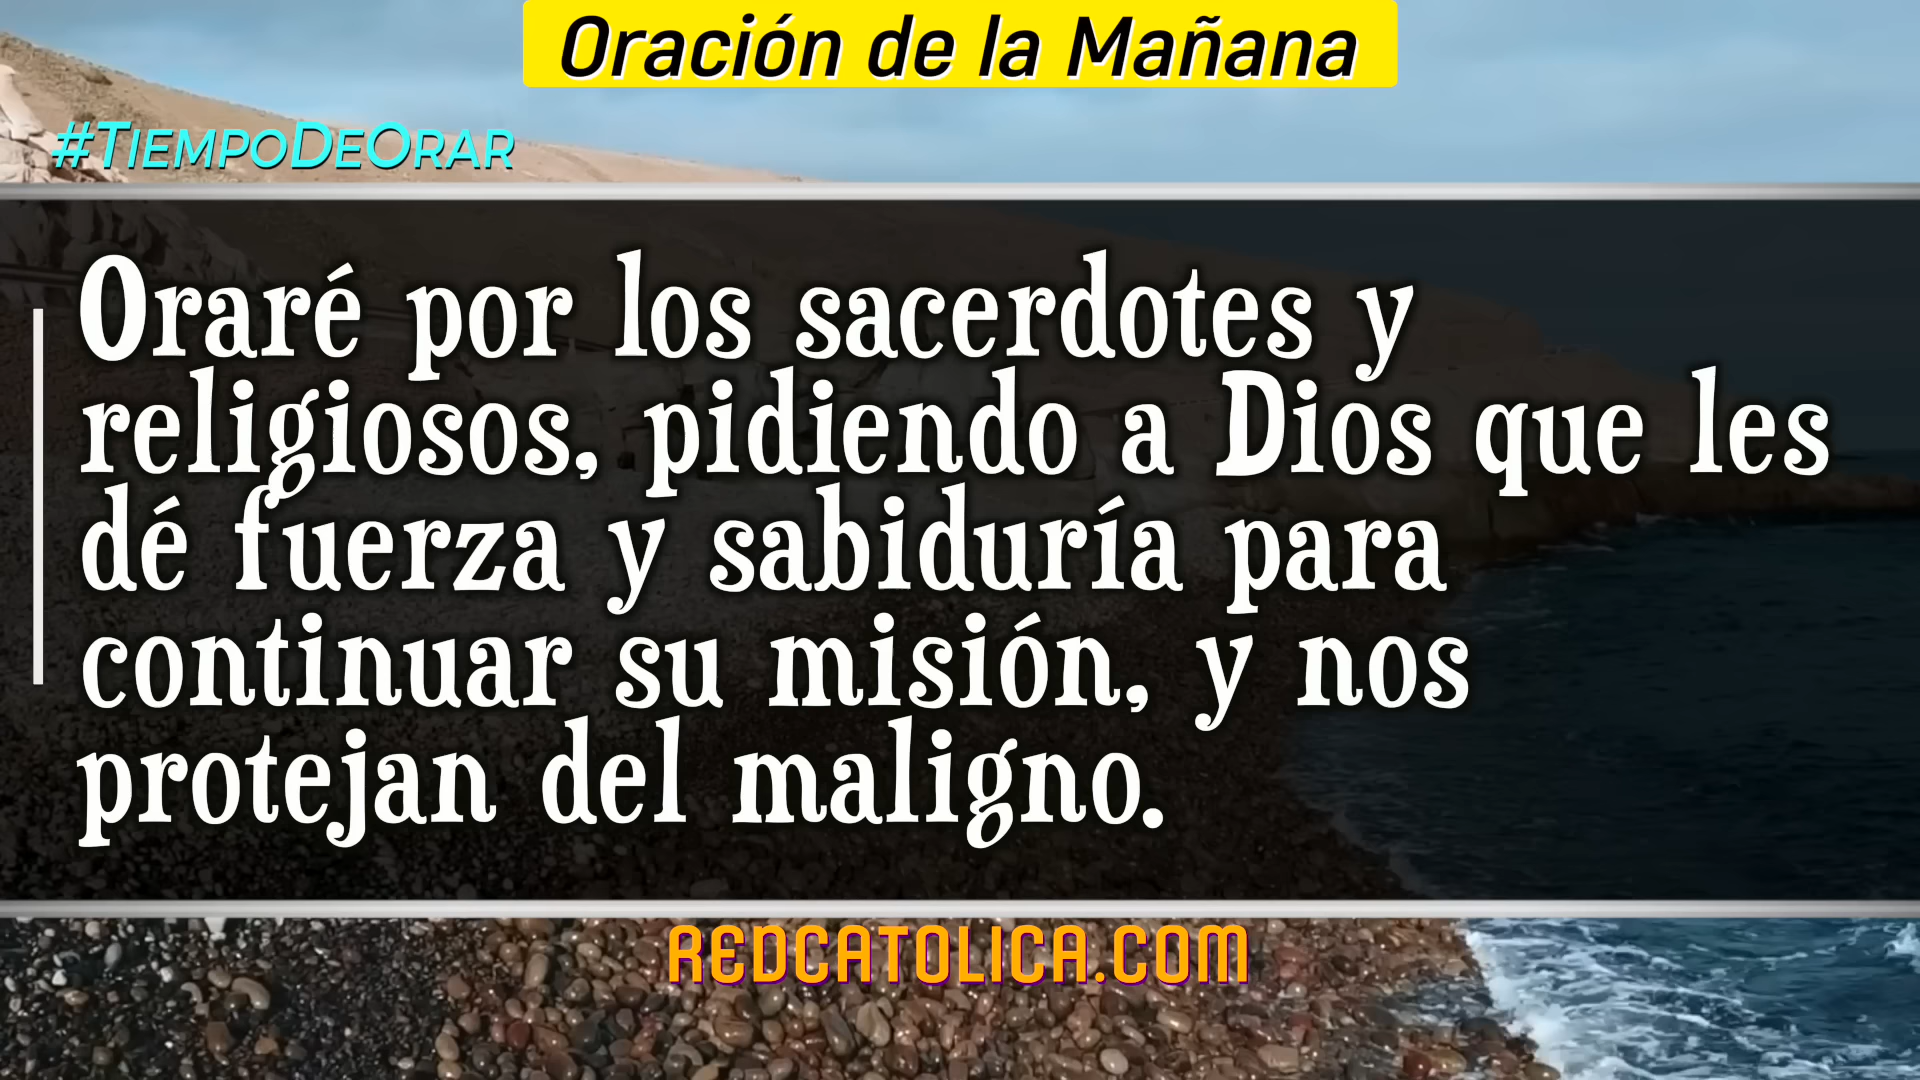 Oración de la Mañana
#TiempoDeOrar
Oraré por los sacerdotes y
religiosos, pidiendo a Dios que les
dé fuerza y sabiduría para
continuar su misión, y nos
protejan del maligno.
REDCATOLICA.COM